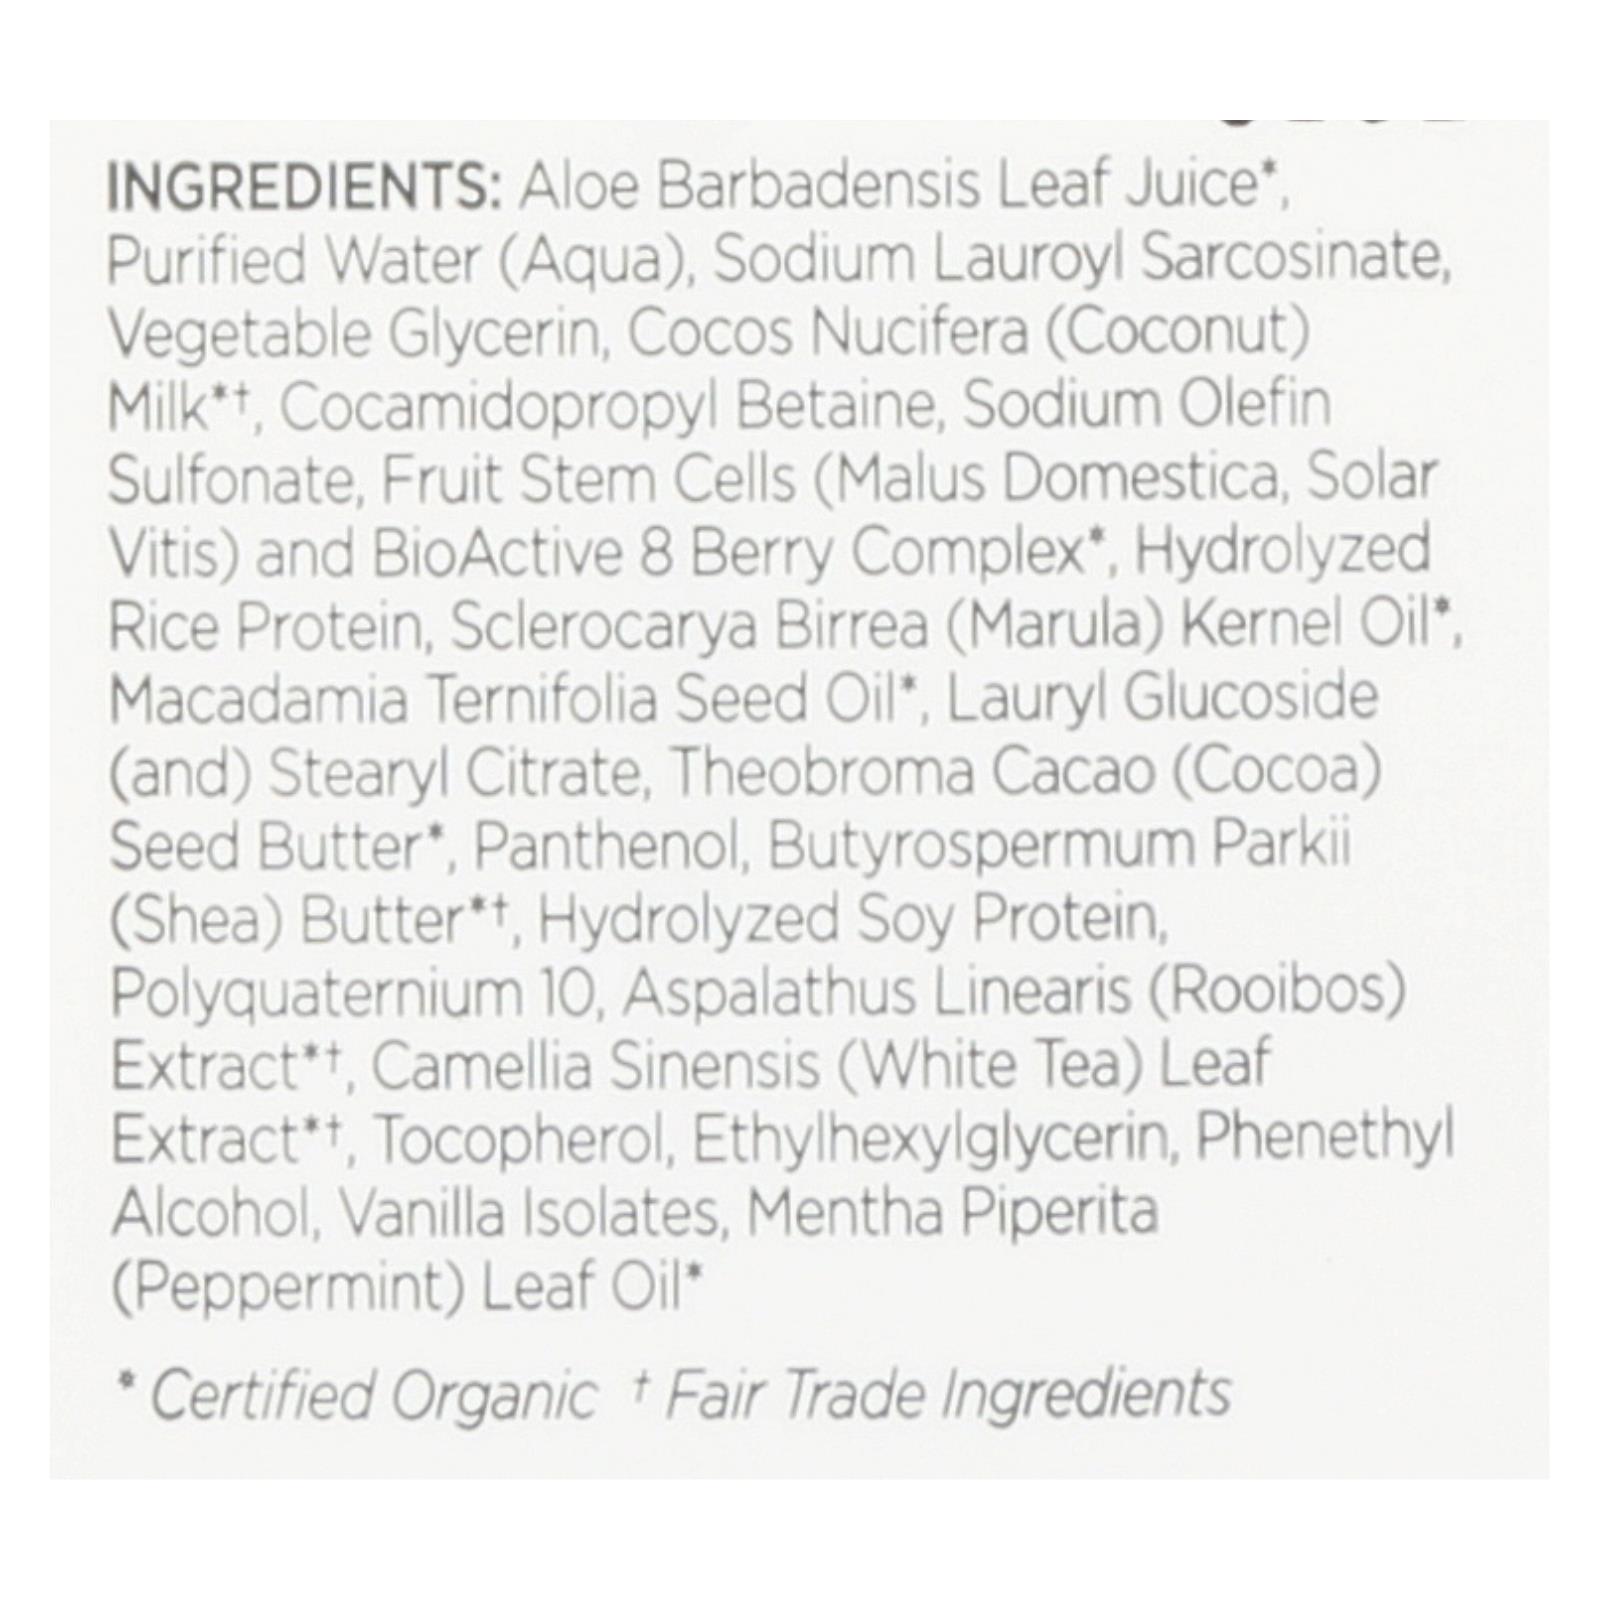 INGREDIENTS: Aloe Barbadensis Leaf Juice*,
Purified Water (Aqua), Sodium Lauroyl Sarcosinate,
Vegetable Glycerin, Cocos Nucifera (Coconut)
Milk*†, Cocamidopropyl Betaine, Sodium Olefin
Sulfonate, Fruit Stem Cells (Malus Domestica, Solar
Vitis) and BioActive 8 Berry Complex*, Hydrolyzed
Rice Protein, Sclerocarya Birrea (Marula) Kernel Oil*,
Macadamia Ternifolia Seed Oil*, Lauryl Glucoside
(and) Stearyl Citrate, Theobroma Cacao (Cocoa)
Seed Butter*, Panthenol, Butyrospermum Parkii
(Shea) Butter*†, Hydrolyzed Soy Protein,
Polyquaternium 10, Aspalathus Linearis (Rooibos)
Extract*†, Camellia Sinensis (White Tea) Leaf
Extract*†, Tocopherol, Ethylhexylglycerin, Phenethyl
Alcohol, Vanilla Isolates, Mentha Piperita
(Peppermint) Leaf Oil*
* Certified Organic † Fair Trade Ingredients